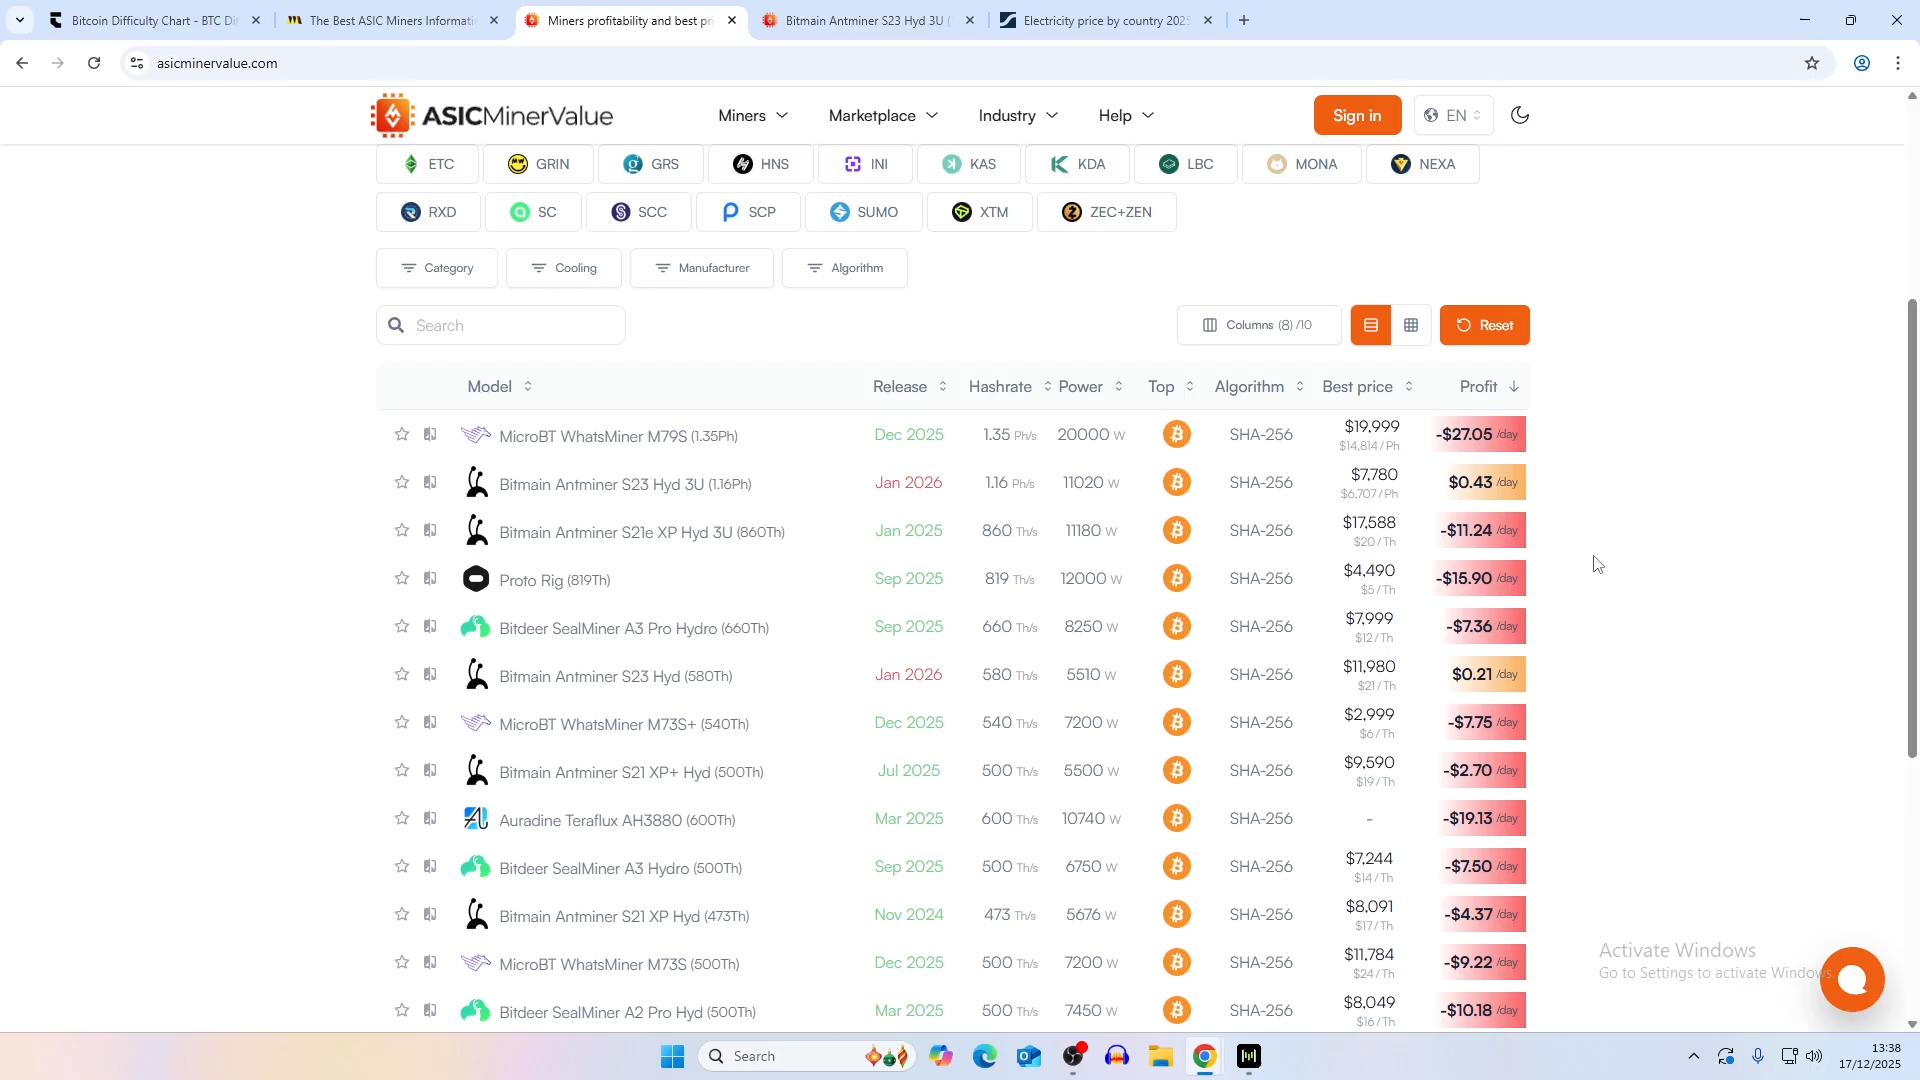 Bitcoin Difficulty Chart - BTC Di
The Best ASIC Miners Informati
Miners profitability and best pri
Bitmain Antminer S23 Hyd 3U (
Electricity price by country 2025
asicminervalue.com
ASICMinerValue
Miners
Marketplace
Industry
Help
Sign in
EN
ETC
GRIN
GRS
HNS
INI
KAS
KDA
LBC
MONA
NEXA
RXD
SC
SCC
SCP
SUMO
XTM
ZEC+ZEN
Category
Cooling
Manufacturer
Algorithm
Search
Columns (8) /10
Reset
Model Release Hashrate Power Top Algorithm Best price Profit
MicroBT WhatsMiner M79S (1.35Ph) Dec 2025 1.35 Ph/s 20000 W SHA-256 $19,999 -$27.05 /day
$14,814 / Ph
Bitmain Antminer S23 Hyd 3U (1.16Ph) Jan 2026 1.16 Ph/s 11020 W SHA-256 $7,780 $0.43 /day
$6,707 / Ph
Bitmain Antminer S21e XP Hyd 3U (860Th) Jan 2025 860 Th/s 11180 W SHA-256 $17,588 -$11.24 /day
$20 / Th
Proto Rig (819Th) Sep 2025 819 Th/s 12000 W SHA-256 $4,490 -$15.90 /day
$5 / Th
Bitdeer SealMiner A3 Pro Hydro (660Th) Sep 2025 660 Th/s 8250 W SHA-256 $7,999 -$7.36 /day
$12 / Th
Bitmain Antminer S23 Hyd (580Th) Jan 2026 580 Th/s 5510 W SHA-256 $11,980 $0.21 /day
$21 / Th
MicroBT WhatsMiner M73S+ (540Th) Dec 2025 540 Th/s 7200 W SHA-256 $2,999 -$7.75 /day
$6 / Th
Bitmain Antminer S21 XP+ Hyd (500Th) Jul 2025 500 Th/s 5500 W SHA-256 $9,590 -$2.70 /day
$19 / Th
Auradine Teraflux AH3880 (600Th) Mar 2025 600 Th/s 10740 W SHA-256 - -$19.13 /day
Bitdeer SealMiner A3 Hydro (500Th) Sep 2025 500 Th/s 6750 W SHA-256 $7,244 -$7.50 /day
$14 / Th
Bitmain Antminer S21 XP Hyd (473Th) Nov 2024 473 Th/s 5676 W SHA-256 $8,091 -$4.37 /day
$17 / Th
MicroBT WhatsMiner M73S (500Th) Dec 2025 500 Th/s 7200 W SHA-256 $11,784 -$9.22 /day
$24 / Th
Bitdeer SealMiner A2 Pro Hyd (500Th) Mar 2025 500 Th/s 7450 W SHA-256 $8,049 -$10.18 /day
$16 / Th
Activate Windows
Go to Settings to activate Windows.
Search
13:38
17/12/2025